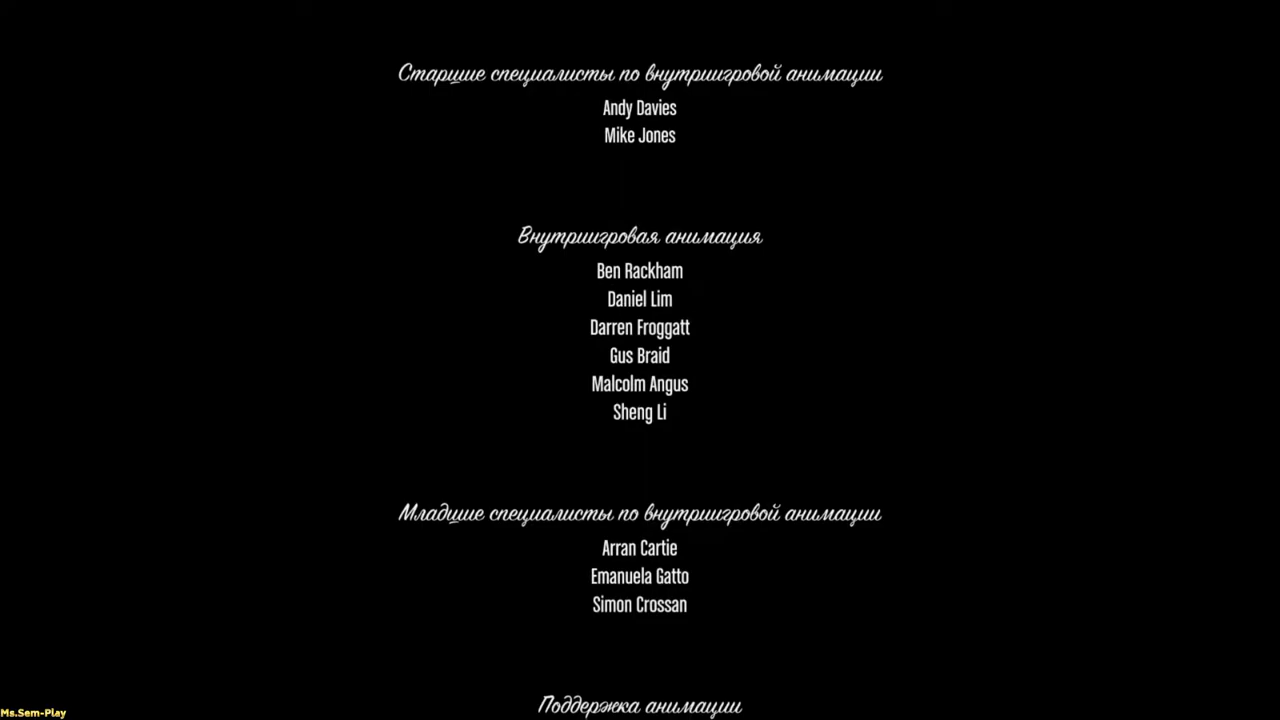 Старшие специалисты по внутриигровой анимации
Andy Davies
Mike Jones
Внутриигровая анимация
Ben Rackham
Daniel Lim
Darren Froggatt
Gus Braid
Malcolm Angus
Sheng Li
Младшие специалисты по внутриигровой анимации
Arran Cartie
Emanuela Gatto
Simon Crossan
Поддержка анимации
Ms.Sem-Play